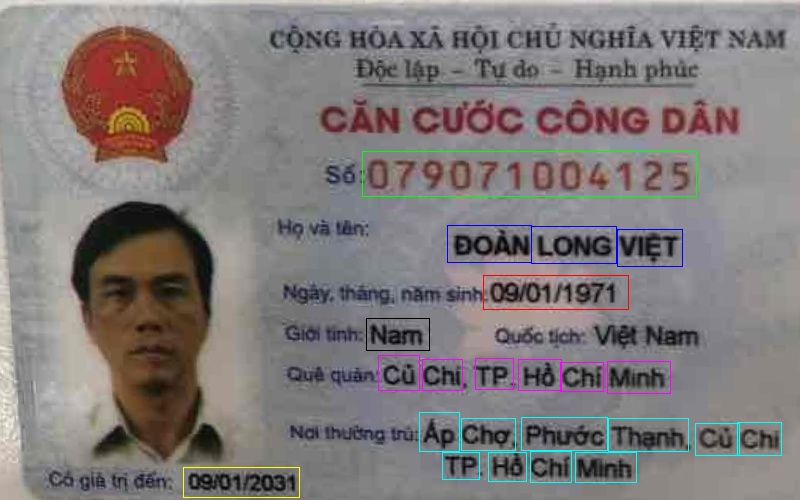 CỘNG HÒA XÃ HỘI CHỦ NGHĨA VIỆT NAM
Độc lập - Tự do - Hạnh phúc
CĂN CƯỚC CÔNG DÂN
Số: 079071004125
Họ và tên:
ĐOÀN LONG VIỆT
Ngày, tháng, năm sinh: 09/01/1971
Giới tính: Nam Quốc tịch: Việt Nam
Quê quán: Củ Chi, TP. Hồ Chí Minh
Nơi thường trú: Ấp Chợ, Phước Thạnh, Củ Chi
TP. Hồ Chí Minh
Có giá trị đến: 09/01/2031